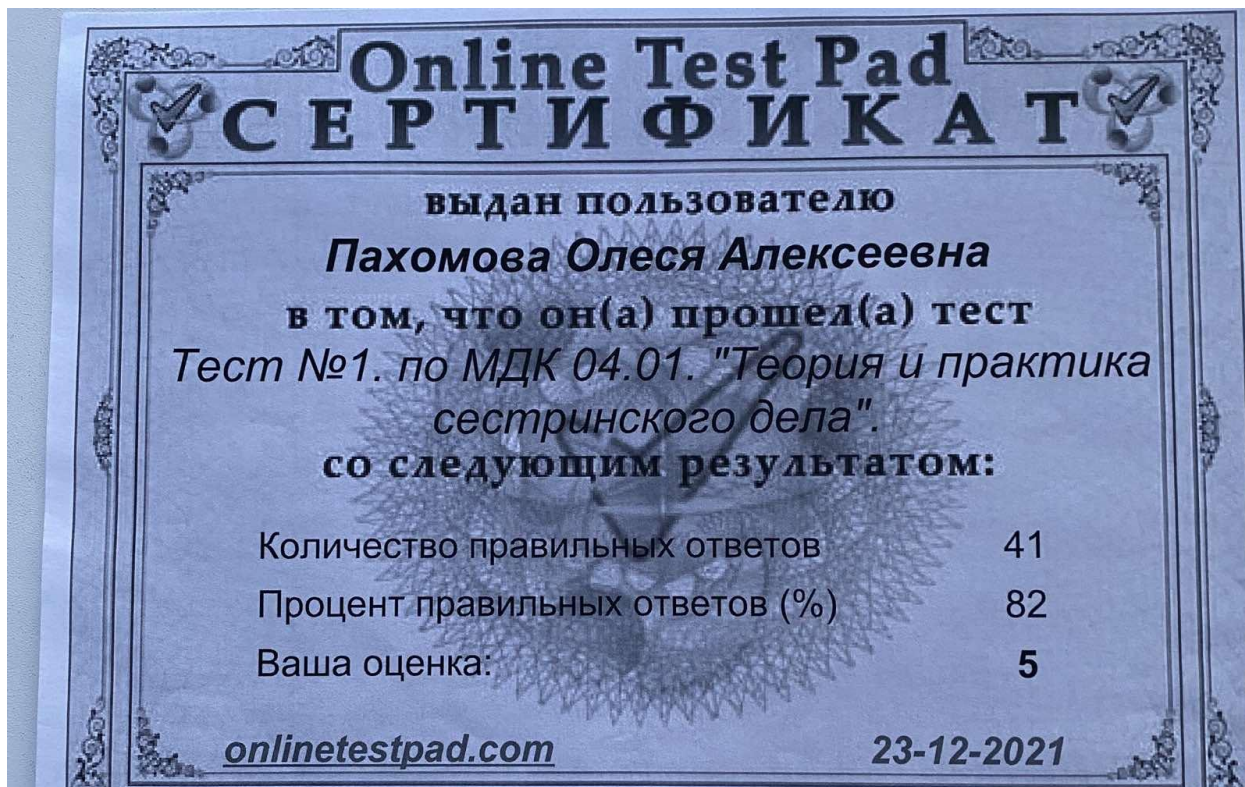 Online Test Pad
СЕРТИФИКАТ
выдан пользователю
Пахомова Олеся Алексеевна
в том, что он(а) прошел(а) тест
Тест №1. по МДК 04.01. "Теория и практика
сестринского дела".
со следующим результатом:
Количество правильных ответов 41
Процент правильных ответов (%) 82
Ваша оценка: 5
onlinetestpad.com 23-12-2021